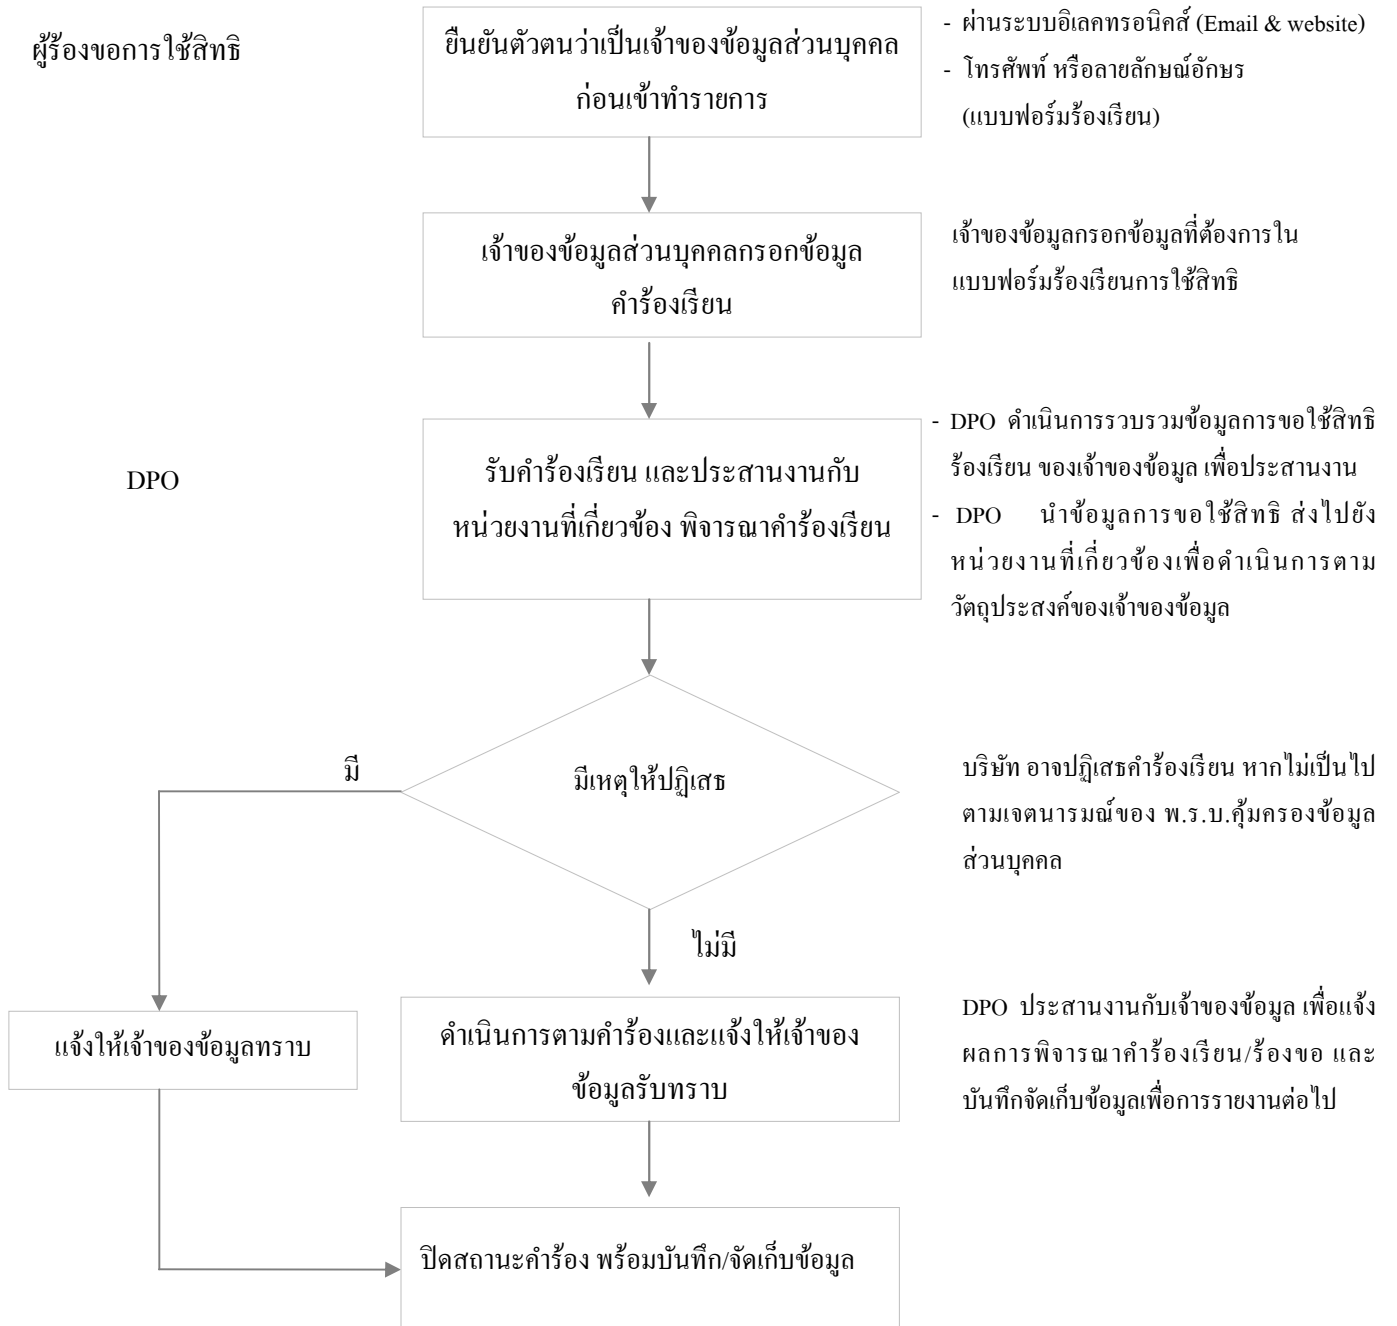 ผู้ร้องขอการใช้สิทธิ
ยืนยันตัวตนว่าเป็นเจ้าของข้อมูลส่วนบุคคล
ก่อนเข้าทำรายการ
- ผ่านระบบอิเลคทรอนิคส์ (Email & website)
- โทรศัพท์ หรือลายลักษณ์อักษร
(แบบฟอร์มร้องเรียน)
เจ้าของข้อมูลส่วนบุคคลกรอกข้อมูล
คำร้องเรียน
เจ้าของข้อมูลกรอกข้อมูลที่ต้องการใน
แบบฟอร์มร้องเรียนการใช้สิทธิ
DPO
รับคำร้องเรียน และประสานงานกับ
หน่วยงานที่เกี่ยวข้อง พิจารณาคำร้องเรียน
- DPO ดำเนินการรวบรวมข้อมูลการขอใช้สิทธิ
ร้องเรียน ของเจ้าของข้อมูล เพื่อประสานงาน
- DPO นำข้อมูลการขอใช้สิทธิ ส่งไปยัง
หน่วยงานที่เกี่ยวข้องเพื่อดำเนินการตาม
วัตถุประสงค์ของเจ้าของข้อมูล
มี
มีเหตุให้ปฏิเสธ
บริษัท อาจปฏิเสธคำร้องเรียน หากไม่เป็นไป
ตามเจตนารมณ์ของ พ.ร.บ.คุ้มครองข้อมูล
ส่วนบุคคล
ไม่มี
แจ้งให้เจ้าของข้อมูลทราบ
ดำเนินการตามคำร้องและแจ้งให้เจ้าของ
ข้อมูลรับทราบ
DPO ประสานงานกับเจ้าของข้อมูล เพื่อแจ้ง
ผลการพิจารณาคำร้องเรียน/ร้องขอ และ
บันทึกจัดเก็บข้อมูลเพื่อการรายงานต่อไป
ปิดสถานะคำร้อง พร้อมบันทึก/จัดเก็บข้อมูล